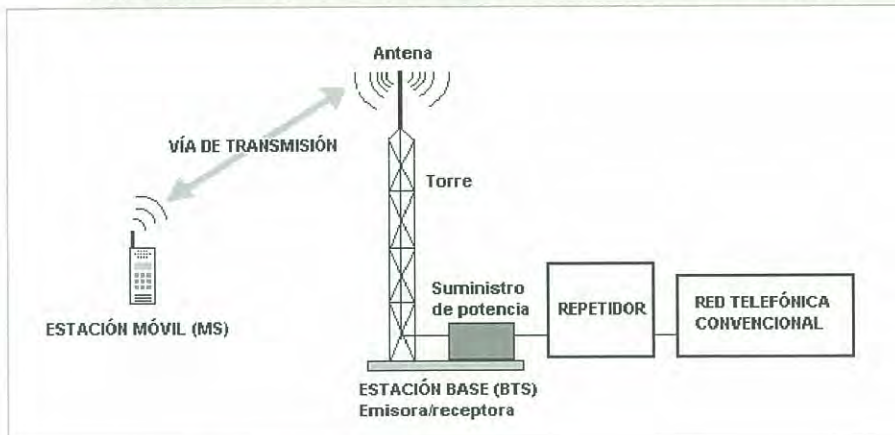 Antena
VÍA DE TRANSMISIÓN
Torre
Suministro
de potencia
REPETIDOR
RED TELEFÓNICA
CONVENCIONAL
ESTACIÓN MÓVIL (MS)
ESTACIÓN BASE (BTS)
Emisora/receptora